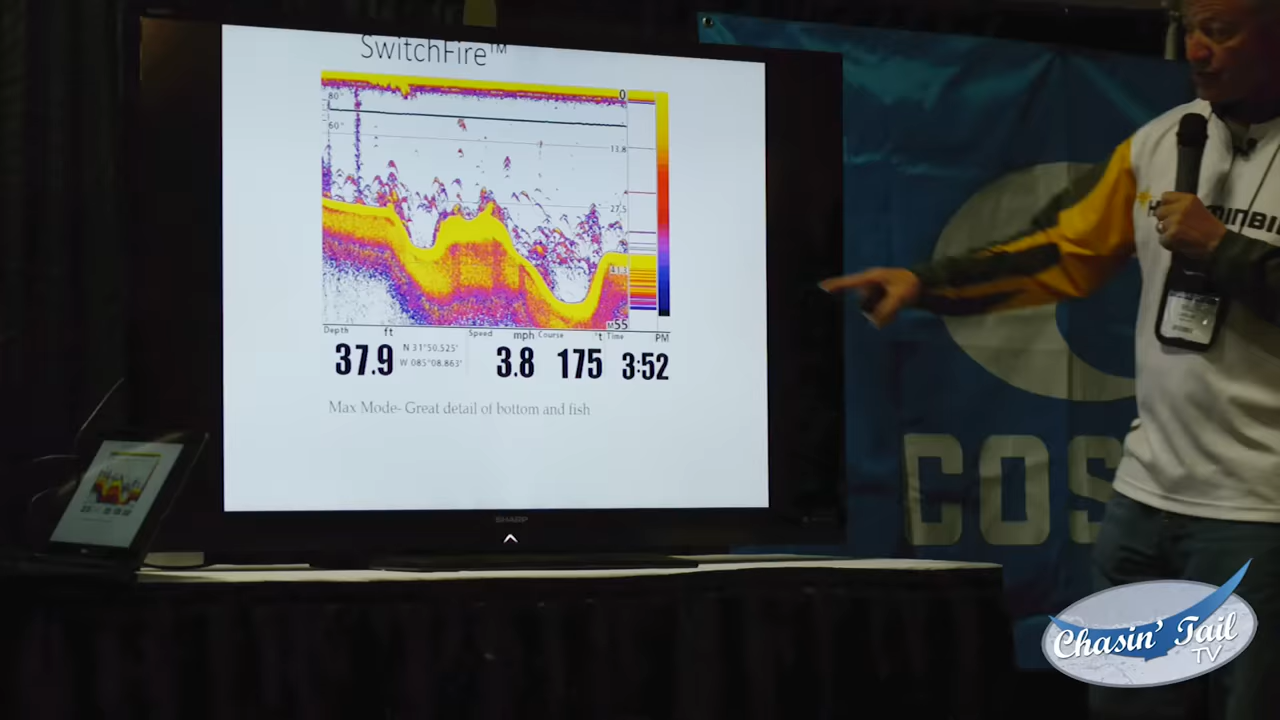 SwitchFire™
0
80°
60°
13.8
27.5
41.3
M 55
Depth ft
Speed mph
Course °t
Time PM
37.9
N 31°50.525'
W 085°08.863'
3.8
175
3:52
Max Mode- Great detail of bottom and fish
SHARP
COS
Chasin' Tail
TV